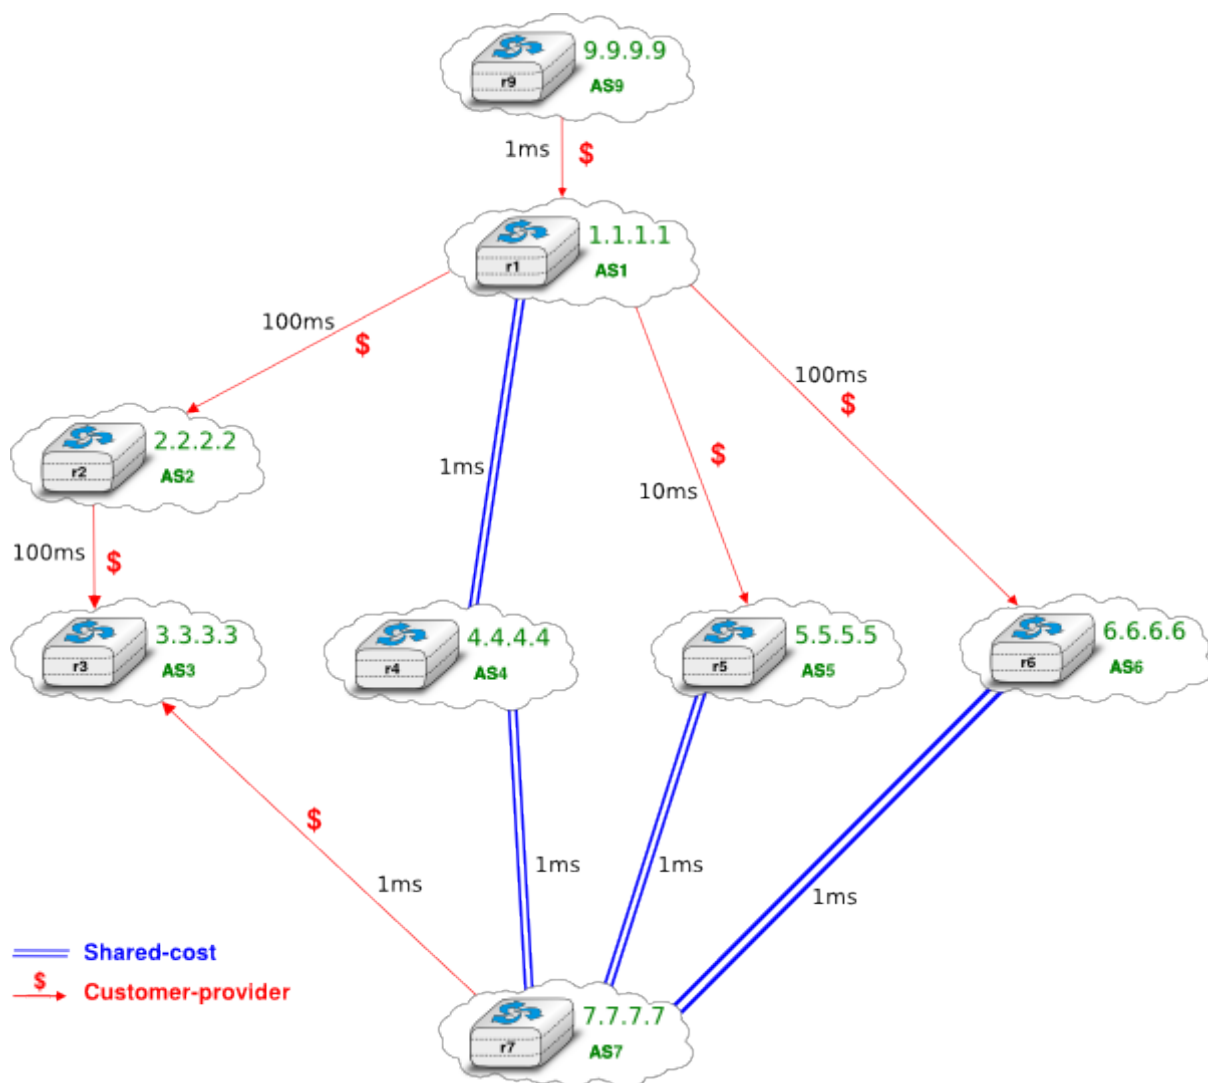 9.9.9.9
r9
AS9
1ms
$
1.1.1.1
r1
AS1
100ms
$
100ms
$
2.2.2.2
r2
AS2
1ms
$
10ms
100ms
$
3.3.3.3
r3
AS3
4.4.4.4
r4
AS4
5.5.5.5
r5
AS5
6.6.6.6
r6
AS6
$
1ms
1ms
1ms
1ms
Shared-cost
$
Customer-provider
7.7.7.7
r7
AS7